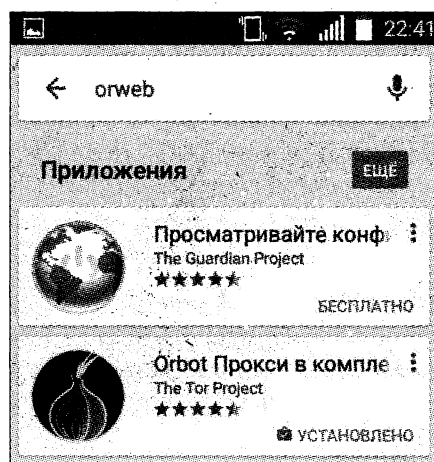 22:41
orweb
Приложения
ЕЩЕ
Просматривайте конф
The Guardian Project
БЕСПЛАТНО
Orbot Прокси в компле
The Tor Project
УСТАНОВЛЕНО